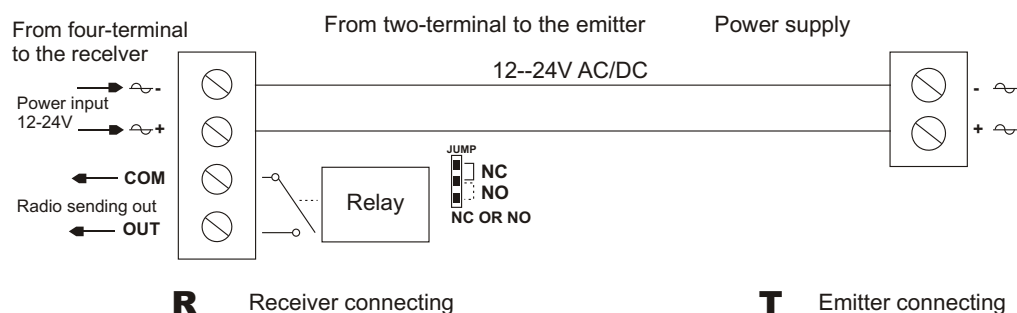 From four-terminal
to the receiver
From two-terminal to the emitter
Power supply
12--24V AC/DC
-
Power input
12-24V
+
COM
Radio sending out
OUT
Relay
JUMP
NC
NO
NC OR NO
-
+
R Receiver connecting
T Emitter connecting